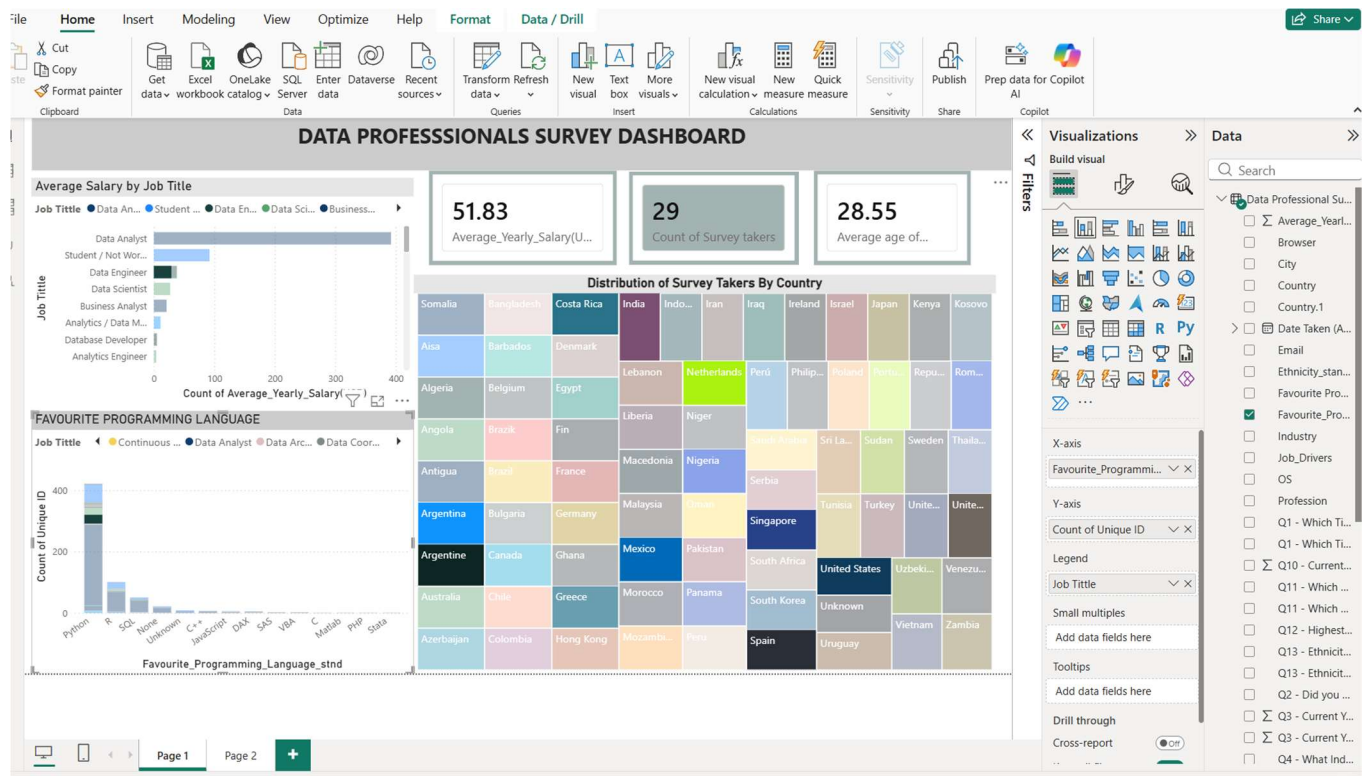 File Home Insert Modeling View Optimize Help Format Data / Drill Share
Cut
Copy
Format painter
Clipboard
Get data
Excel workbook
OneLake catalog
SQL Server
Enter data
Dataverse
Recent sources
Data
Transform data
Refresh
Queries
New visual
Text box
More visuals
Insert
New visual calculation
New measure
Quick measure
Calculations
Sensitivity
Sensitivity
Publish
Share
Prep data for AI
Copilot
Copilot
DATA PROFESSSIONALS SURVEY DASHBOARD
Average Salary by Job Title
Job Tittle Data An... Student ... Data En... Data Sci... Business...
Job Tittle
Data Analyst
Student / Not Wor...
Data Engineer
Data Scientist
Business Analyst
Analytics / Data M...
Database Developer
Analytics Engineer
0 100 200 300 400
Count of Average_Yearly_Salary(
51.83
Average_Yearly_Salary(U...
29
Count of Survey takers
28.55
Average age of...
FAVOURITE PROGRAMMING LANGUAGE
Job Tittle Continuous ... Data Analyst Data Arc... Data Coor...
Count of Unique ID
400
200
0
Python R SQL None Unknown C++ JavaScript DAX SAS VBA C Matlab PHP Stata
Favourite_Programming_Language_stnd
Distribution of Survey Takers By Country
Somalia Bangladesh Costa Rica India Indo... Iran Iraq Ireland Israel Japan Kenya Kosovo
Aisa Barbados Denmark
Lebanon Netherlands Perú Philip... Poland Portu... Repu... Rom...
Algeria Belgium Egypt
Liberia Niger
Angola Brazik Fin
Saudi Arabia Sri La... Sudan Sweden Thaila...
Macedonia Nigeria
Antigua Brazil France
Serbia
Malaysia
Tunisia Turkey Unite... Unite...
Argentina Bulgaria Germany
Singapore
Argentine Canada Ghana Mexico Pakistan
South Africa United States Uzbeki... Venezu...
Australia Chile Greece Morocco Panama
South Korea Unknown
Vietnam Zambia
Azerbaijan Colombia Hong Kong Mozambi... Peru
Spain Uruguay
Filters
Visualizations
Build visual
R Py
X-axis
Favourite_Programmi...
Y-axis
Count of Unique ID
Legend
Job Tittle
Small multiples
Add data fields here
Tooltips
Add data fields here
Drill through
Cross-report
Off
Data
Search
Data Professional Su...
Average_Yearl...
Browser
City
Country
Country.1
Date Taken (A...
Email
Ethnicity_stan...
Favourite Pro...
Favourite_Pro...
Industry
Job_Drivers
OS
Profession
Q1 - Which Ti...
Q1 - Which Ti...
Q10 - Current...
Q11 - Which ...
Q11 - Which ...
Q12 - Highest...
Q13 - Ethnicit...
Q13 - Ethnicit...
Q2 - Did you ...
Q3 - Current Y...
Q3 - Current Y...
Q4 - What Ind...
Page 1 Page 2 +